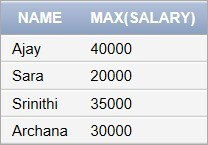 NAME MAX(SALARY)
Ajay 40000
Sara 20000
Srinithi 35000
Archana 30000